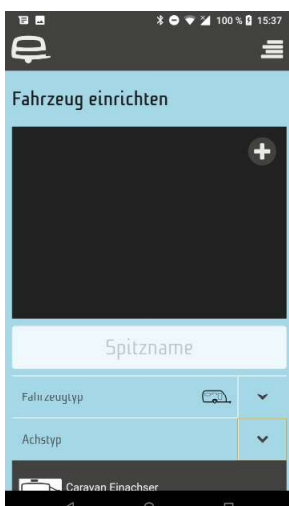 100 % 15:37
Fahrzeug einrichten
Spitzname
Fahrzeugtyp
Achstyp
Caravan Einachser